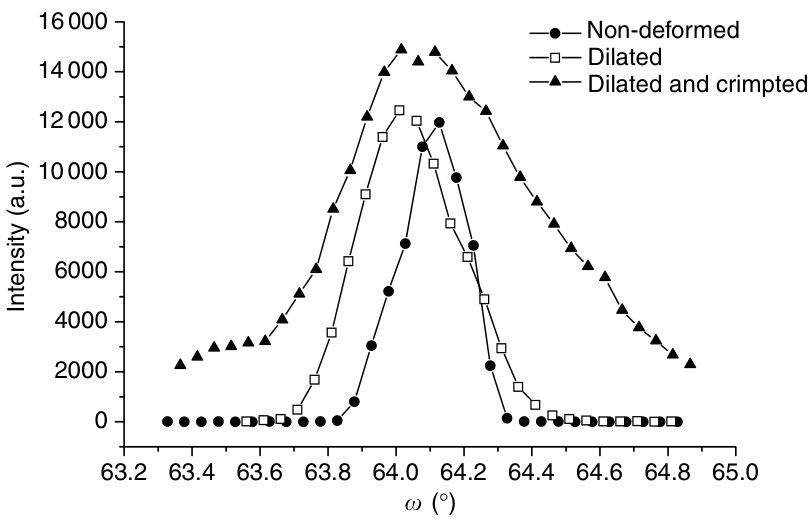 16 000
14 000
12 000
10 000
8000
6000
4000
2000
0
Intensity (a.u.)
Non-deformed
Dilated
Dilated and crimpted
63.2 63.4 63.6 63.8 64.0 64.2 64.4 64.6 64.8 65.0
ω (°)